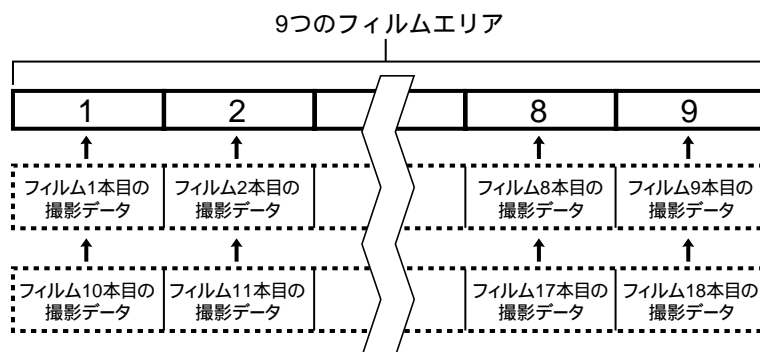 9つのフィルムエリア
1 2 8 9
フィルム1本目の フィルム2本目の フィルム8本目の フィルム9本目の
撮影データ 撮影データ 撮影データ 撮影データ
フィルム10本目の フィルム11本目の フィルム17本目の フィルム18本目の
撮影データ 撮影データ 撮影データ 撮影データ